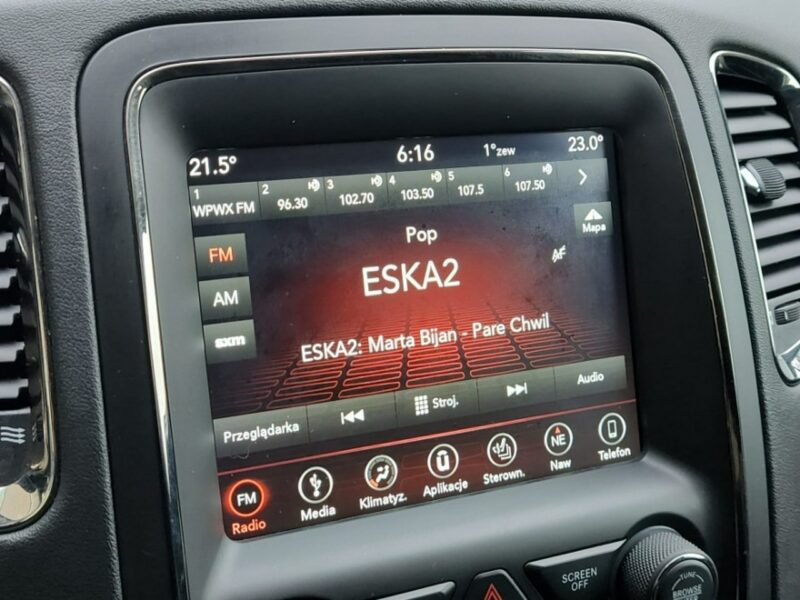 21.5° 6:16 1°zew 23.0°
1 2 3 4 5 6
WPWX FM 96.30 102.70 103.50 107.5 107.50
Pop
Mapa
FM
ESKA2
AM
sxm
ESKA2: Marta Bijan - Pare Chwil
Przeglądarka Stroj. Audio
FM NE
Radio Media Klimatyz. Aplikacje Sterown. Naw Telefon
SCREEN
OFF
TUNE
BROWSE